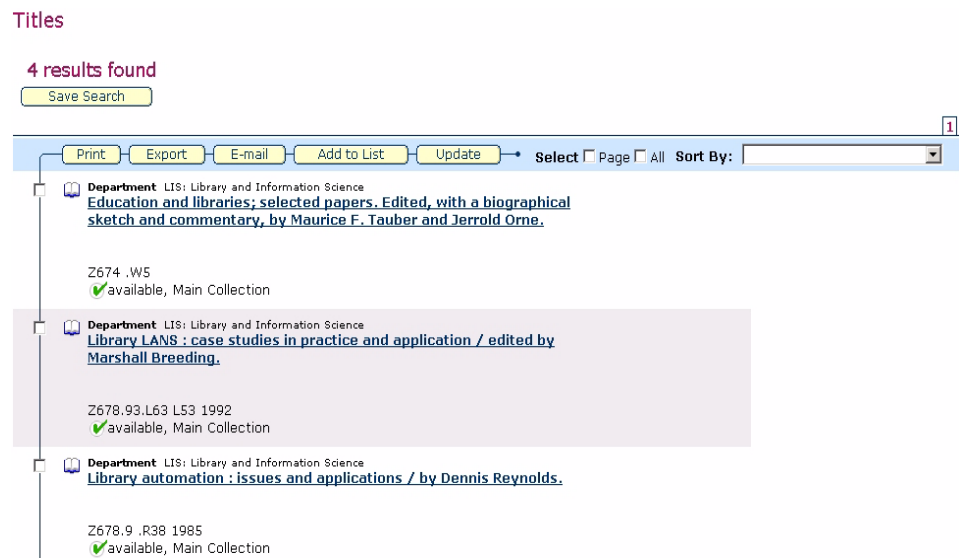 Titles
4 results found
Save Search
1
Print Export E-mail Add to List Update Select Page All Sort By:
Department LIS: Library and Information Science
Education and libraries; selected papers. Edited, with a biographical
sketch and commentary, by Maurice F. Tauber and Jerrold Orne.
Z674 .W5
available, Main Collection
Department LIS: Library and Information Science
Library LANS : case studies in practice and application / edited by
Marshall Breeding.
Z678.93.L63 L53 1992
available, Main Collection
Department LIS: Library and Information Science
Library automation : issues and applications / by Dennis Reynolds.
Z678.9 .R38 1985
available, Main Collection